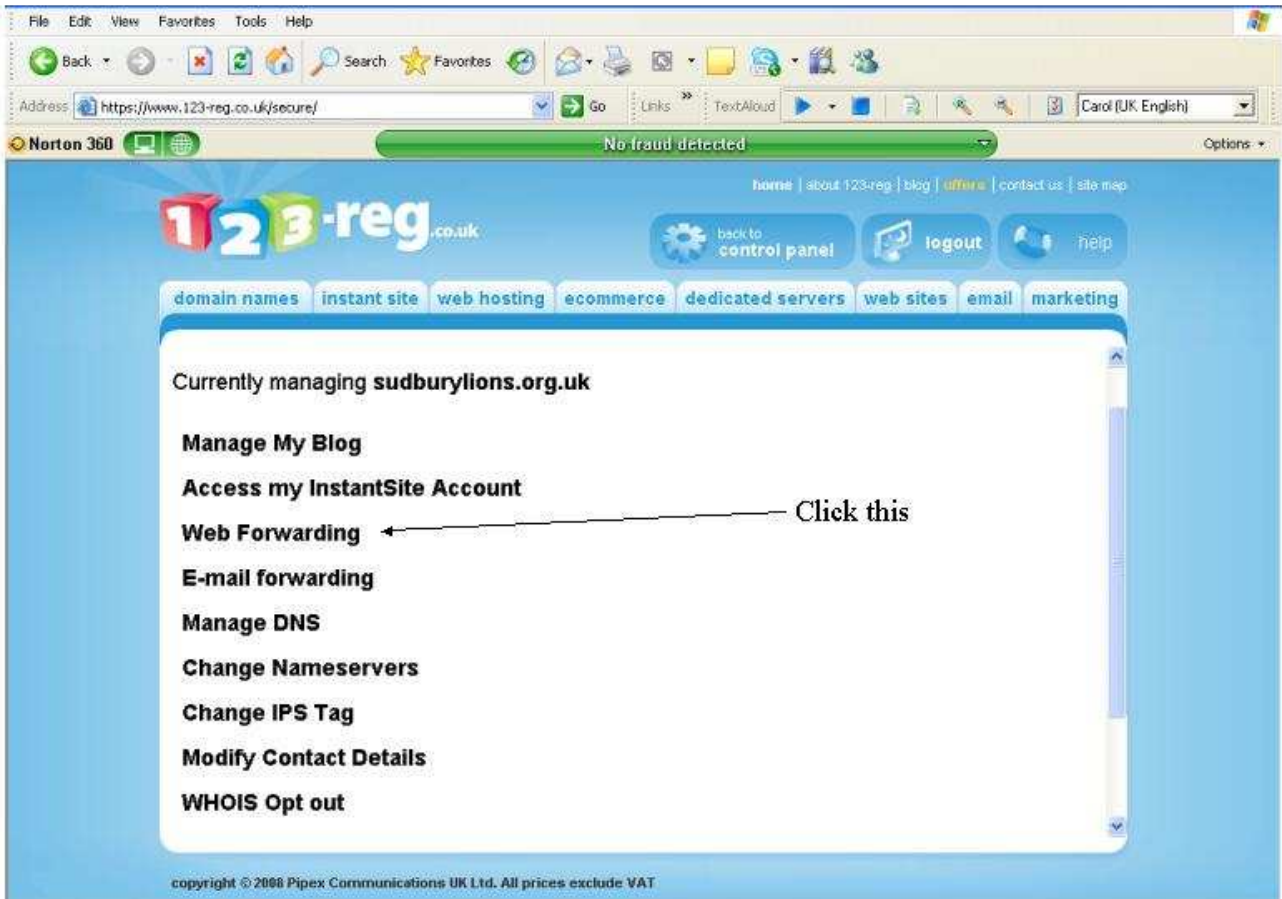 File Edit View Favorites Tools Help
Back Search Favorites
Address https://www.123-reg.co.uk/secure/ Go Links » TextAloud Carol (UK English)
Norton 360 No fraud detected Options
home | about 123-reg | blog | offers | contact us | site map
123-reg.co.uk
back to
control panel logout help
domain names instant site web hosting ecommerce dedicated servers web sites email marketing
Currently managing sudburylions.org.uk
Manage My Blog
Access my InstantSite Account
Web Forwarding Click this
E-mail forwarding
Manage DNS
Change Nameservers
Change IPS Tag
Modify Contact Details
WHOIS Opt out
copyright © 2008 Pipex Communications UK Ltd. All prices exclude VAT